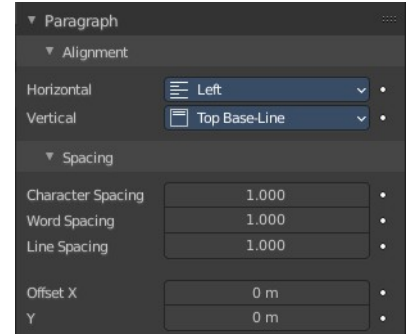 Paragraph
Alignment
Horizontal Left
Vertical Top Base-Line
Spacing
Character Spacing 1.000
Word Spacing 1.000
Line Spacing 1.000
Offset X 0 m
Y 0 m